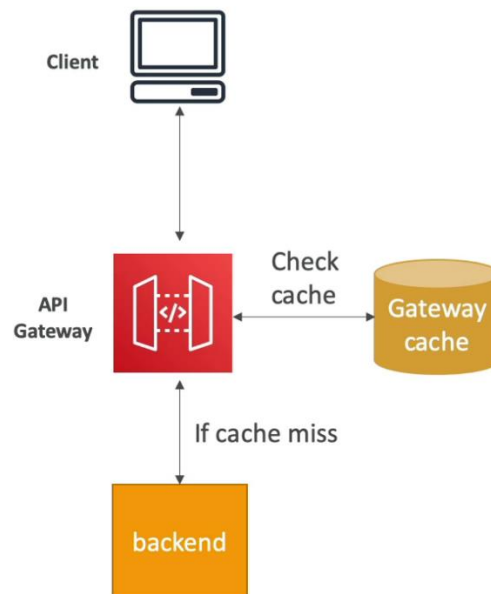 Client
API
Gateway
</>
Check
cache
Gateway
cache
If cache miss
backend